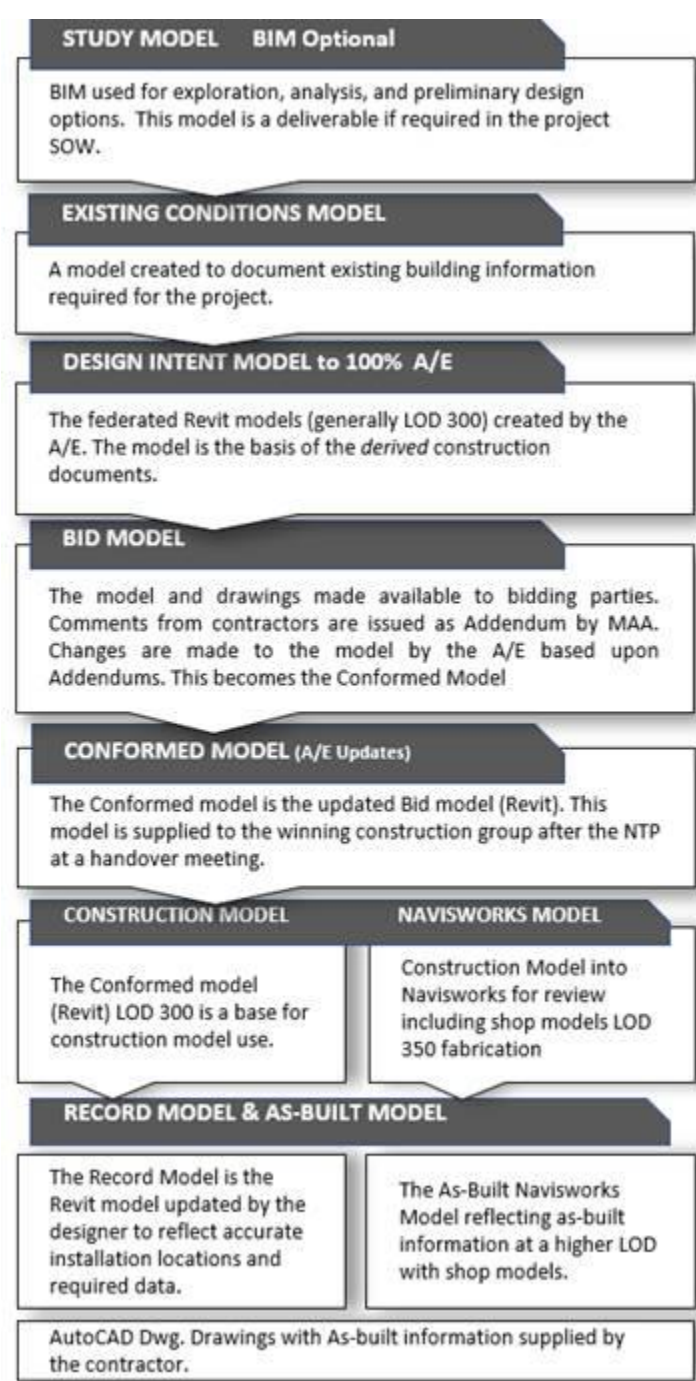 STUDY MODEL BIM Optional
BIM used for exploration, analysis, and preliminary design
options. This model is a deliverable if required in the project
SOW.
EXISTING CONDITIONS MODEL
A model created to document existing building information
required for the project.
DESIGN INTENT MODEL to 100% A/E
The federated Revit models (generally LOD 300) created by the
A/E. The model is the basis of the derived construction
documents.
BID MODEL
The model and drawings made available to bidding parties.
Comments from contractors are issued as Addendum by MAA.
Changes are made to the model by the A/E based upon
Addendums. This becomes the Conformed Model
CONFORMED MODEL (A/E Updates)
The Conformed model is the updated Bid model (Revit). This
model is supplied to the winning construction group after the NTP
at a handover meeting.
CONSTRUCTION MODEL
The Conformed model
(Revit) LOD 300 is a base for
construction model use.
NAVISWORKS MODEL
Construction Model into
Navisworks for review
including shop models LOD
350 fabrication
RECORD MODEL & AS-BUILT MODEL
The Record Model is the
Revit model updated by the
designer to reflect accurate
installation locations and
required data.
The As-Built Navisworks
Model reflecting as-built
information at a higher LOD
with shop models.
AutoCAD Dwg. Drawings with As-built information supplied by
the contractor.